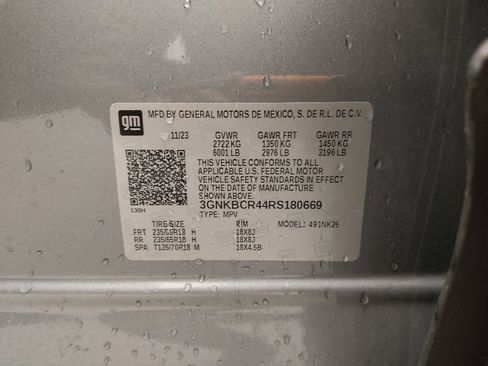 gm
MFD BY GENERAL MOTORS DE MEXICO, S. DE R.L. DE C.V.
11/23 GVWR GAWR FRT GAWR RR
2722 KG 1350 KG 1450 KG
6001 LB 2976 LB 3196 LB
THIS VEHICLE CONFORMS TO ALL
APPLICABLE U.S. FEDERAL MOTOR
VEHICLE SAFETY STANDARDS IN EFFECT
ON THE DATE OF MANUFACTURE SHOWN ABOVE.
3GNKBCR44RS180669
130H TYPE: MPV MODEL: 491NK26
TIRE SIZE RIM
FRT 235/65R18 H 18X8J
RR 235/65R18 H 18X8J
SPA T135/70R18 M 18X4.5B